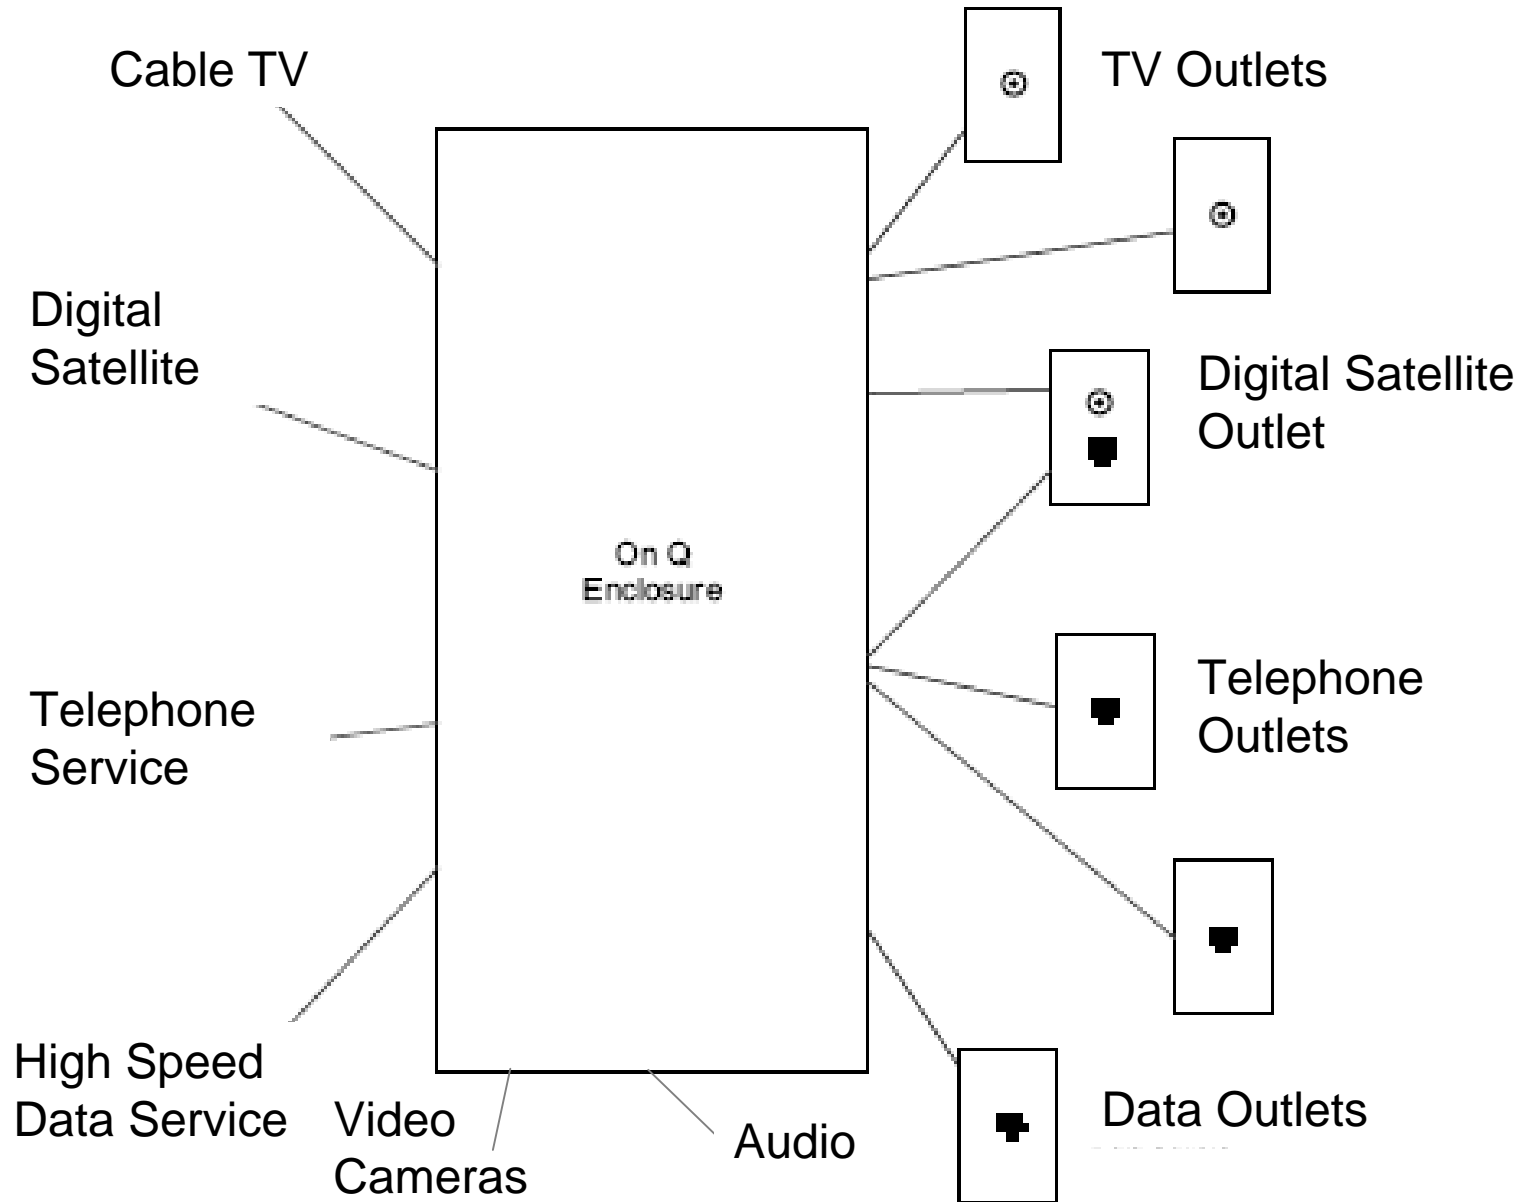 Cable TV
TV Outlets
Digital
Satellite
Digital Satellite
Outlet
On Q
Enclosure
Telephone
Service
Telephone
Outlets
High Speed
Data Service
Video
Cameras
Audio
Data Outlets